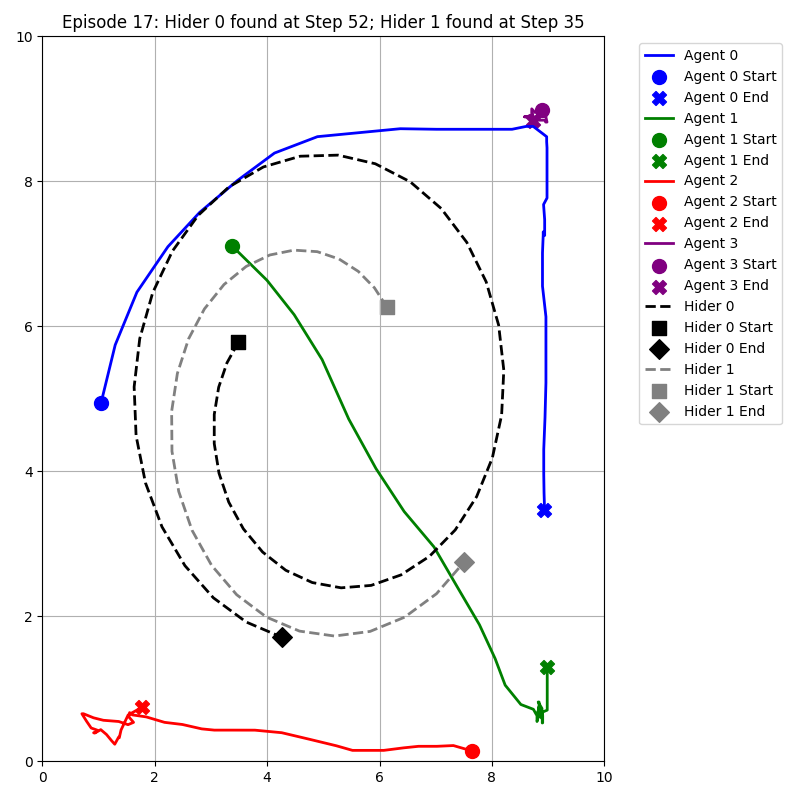 Episode 17: Hider 0 found at Step 52; Hider 1 found at Step 35
10
8
6
4
2
0
0
2
4
6
8
10
Agent 0
Agent 0 Start
Agent 0 End
Agent 1
Agent 1 Start
Agent 1 End
Agent 2
Agent 2 Start
Agent 2 End
Agent 3
Agent 3 Start
Agent 3 End
Hider 0
Hider 0 Start
Hider 0 End
Hider 1
Hider 1 Start
Hider 1 End